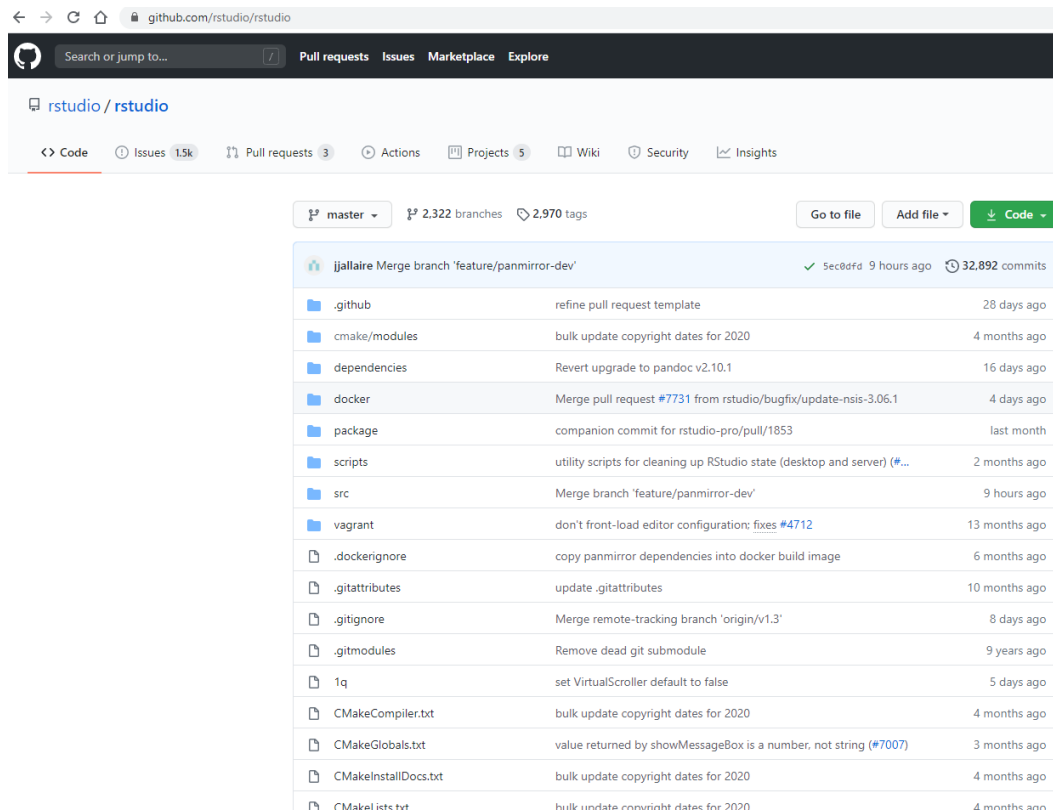 github.com/rstudio/rstudio
Search or jump to... / Pull requests Issues Marketplace Explore
rstudio / rstudio
<> Code Issues 1.5k Pull requests 3 Actions Projects 5 Wiki Security Insights
master 2,322 branches 2,970 tags Go to file Add file Code
jjallaire Merge branch 'feature/panmirror-dev' 5ec0dfd 9 hours ago 32,892 commits
.github refine pull request template 28 days ago
cmake/modules bulk update copyright dates for 2020 4 months ago
dependencies Revert upgrade to pandoc v2.10.1 16 days ago
docker Merge pull request #7731 from rstudio/bugfix/update-nsis-3.06.1 4 days ago
package companion commit for rstudio-pro/pull/1853 last month
scripts utility scripts for cleaning up RStudio state (desktop and server) (#... 2 months ago
src Merge branch 'feature/panmirror-dev' 9 hours ago
vagrant don't front-load editor configuration; fixes #4712 13 months ago
.dockerignore copy panmirror dependencies into docker build image 6 months ago
.gitattributes update .gitattributes 10 months ago
.gitignore Merge remote-tracking branch 'origin/v1.3' 8 days ago
.gitmodules Remove dead git submodule 9 years ago
1q set VirtualScroller default to false 5 days ago
CMakeCompiler.txt bulk update copyright dates for 2020 4 months ago
CMakeGlobals.txt value returned by showMessageBox is a number, not string (#7007) 3 months ago
CMakeInstallDocs.txt bulk update copyright dates for 2020 4 months ago
CMakeLists.txt bulk update copyright dates for 2020 4 months ago